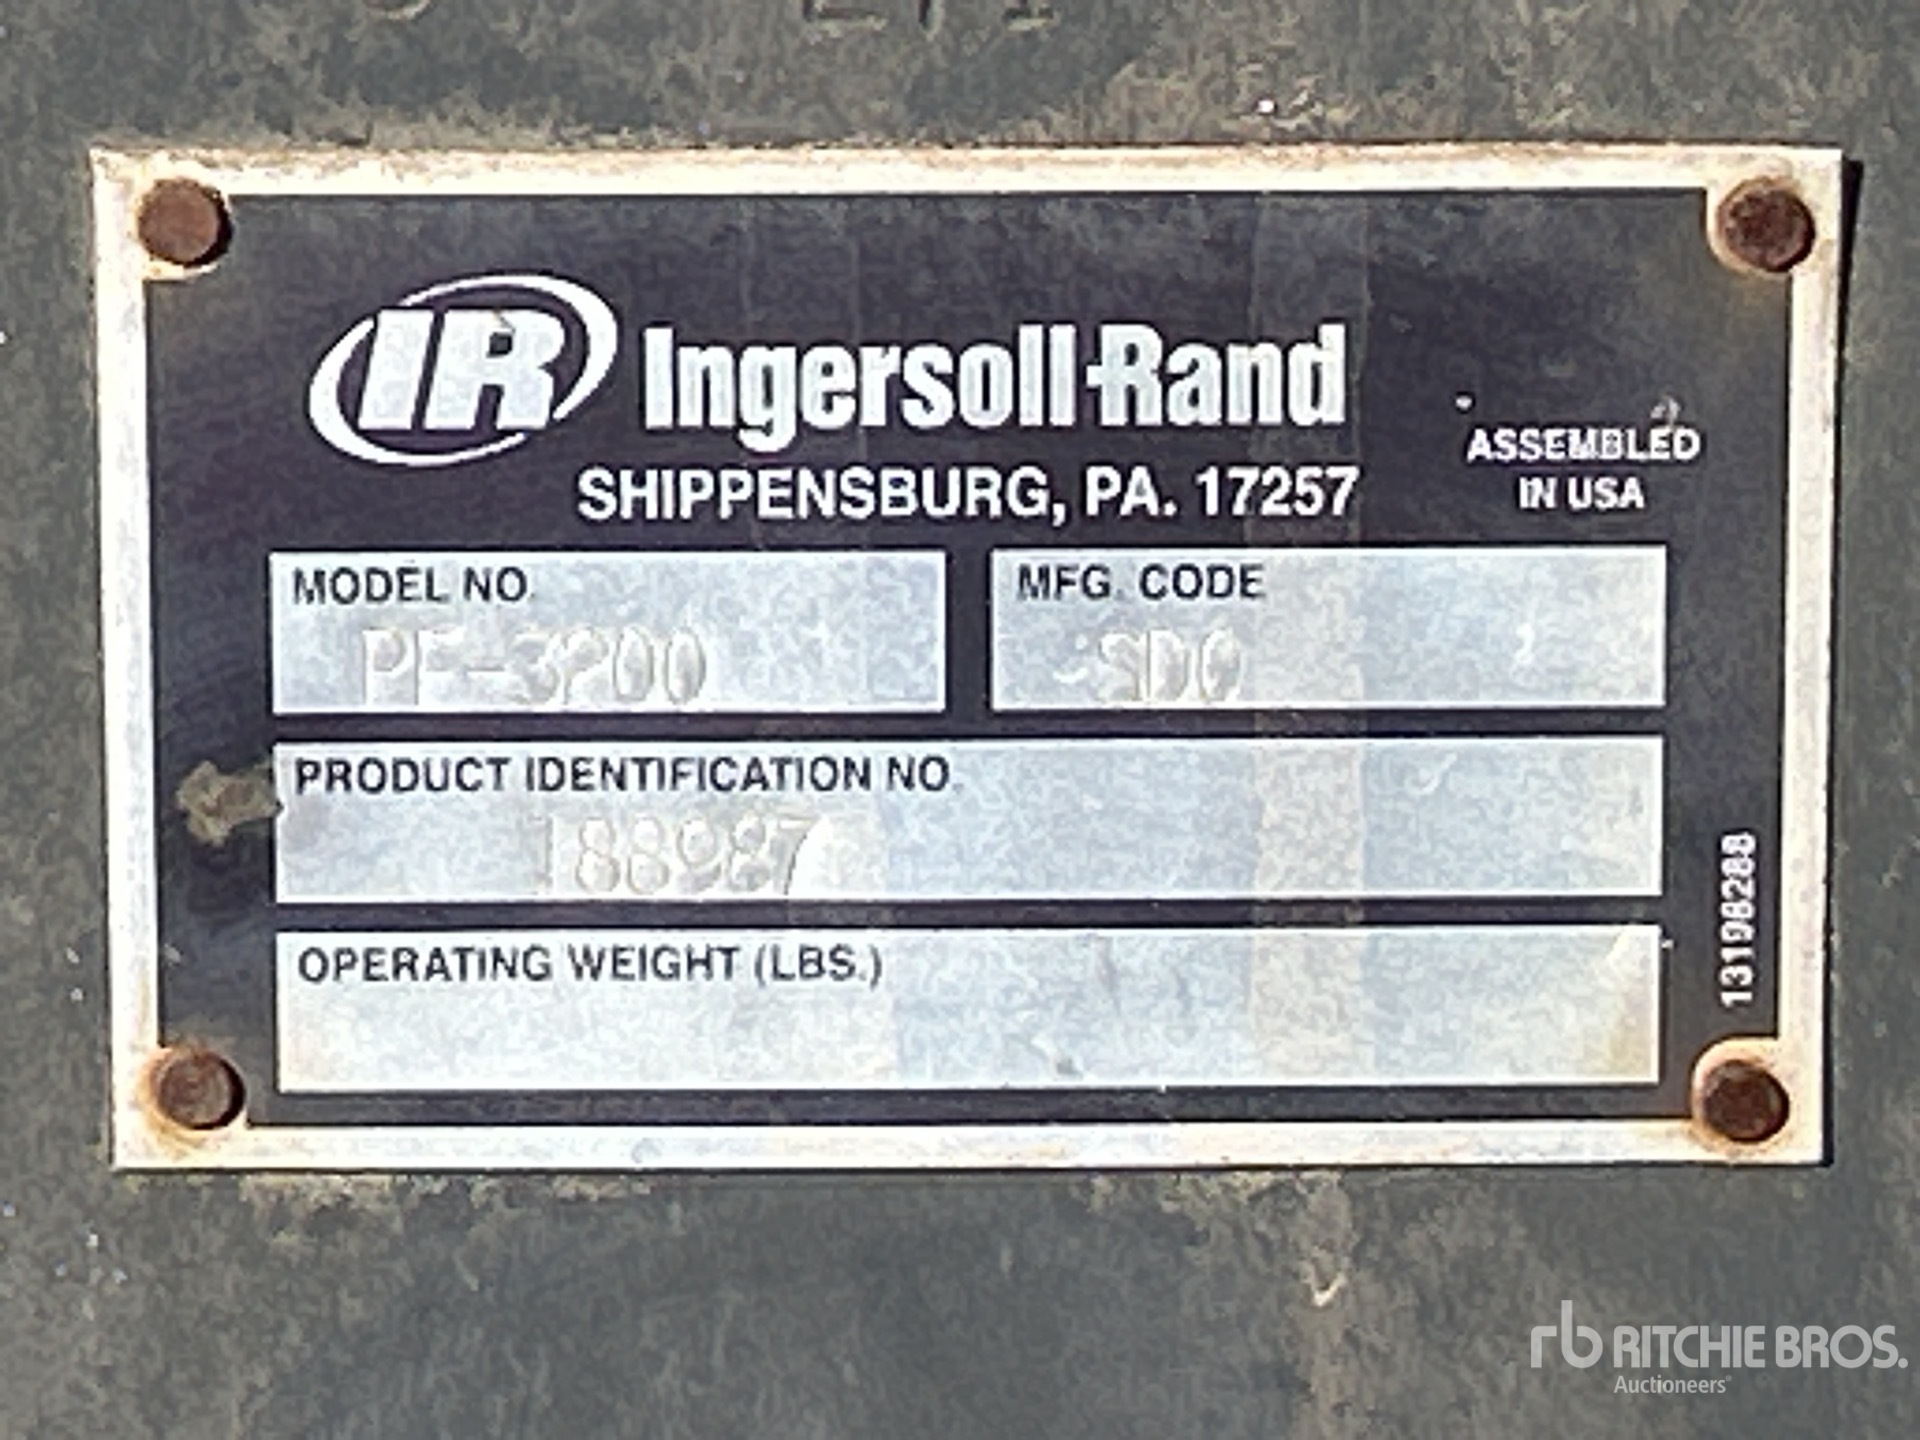 IR Ingersoll-Rand
SHIPPENSBURG, PA. 17257
ASSEMBLED
IN USA
MODEL NO.
PF-3200
MFG. CODE
SDO
PRODUCT IDENTIFICATION NO.
188987
OPERATING WEIGHT (LBS.)
13198288
rb RITCHIE BROS.
Auctioneers